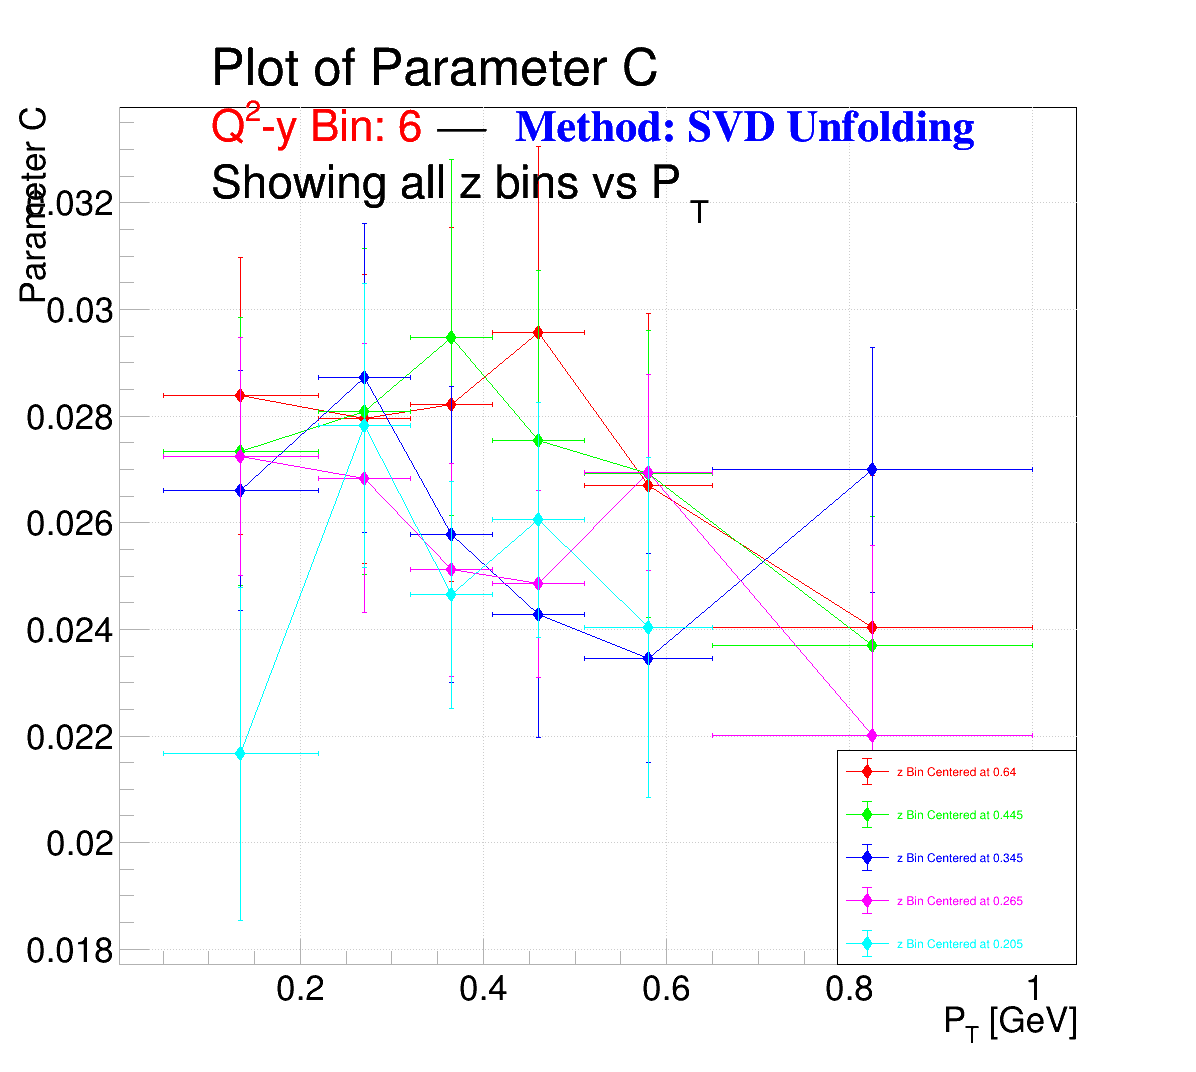 Plot of Parameter C
Q²-y Bin: 6 — Method: SVD Unfolding
Showing all z bins vs P_T
Parameter C
0.032
0.03
0.028
0.026
0.024
0.022
0.02
0.018
z Bin Centered at 0.64
z Bin Centered at 0.445
z Bin Centered at 0.345
z Bin Centered at 0.265
z Bin Centered at 0.205
0.2 0.4 0.6 0.8 1
P_T [GeV]